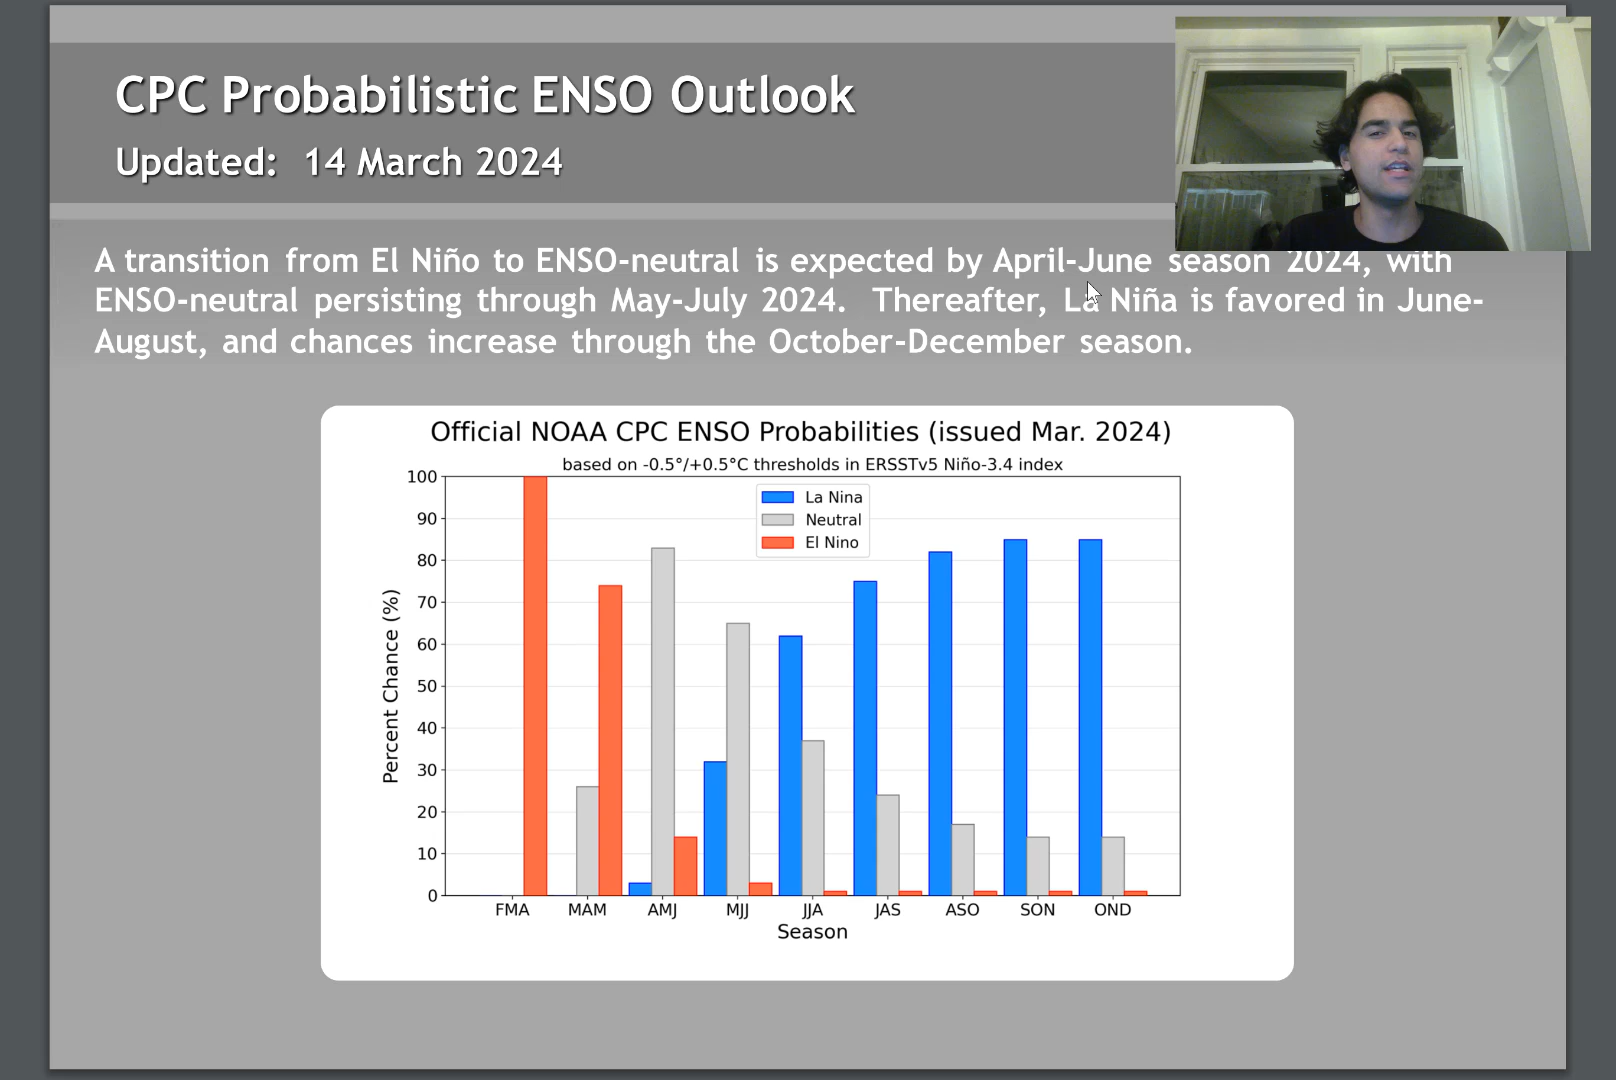 CPC Probabilistic ENSO Outlook
Updated: 14 March 2024
A transition from El Niño to ENSO-neutral is expected by April-June season 2024, with
ENSO-neutral persisting through May-July 2024. Thereafter, La Niña is favored in June-
August, and chances increase through the October-December season.
Official NOAA CPC ENSO Probabilities (issued Mar. 2024)
based on -0.5°/+0.5°C thresholds in ERSSTv5 Niño-3.4 index
La Nina
Neutral
El Nino
Percent Chance (%)
100
90
80
70
60
50
40
30
20
10
0
FMA MAM AMJ MJJ JJA JAS ASO SON OND
Season